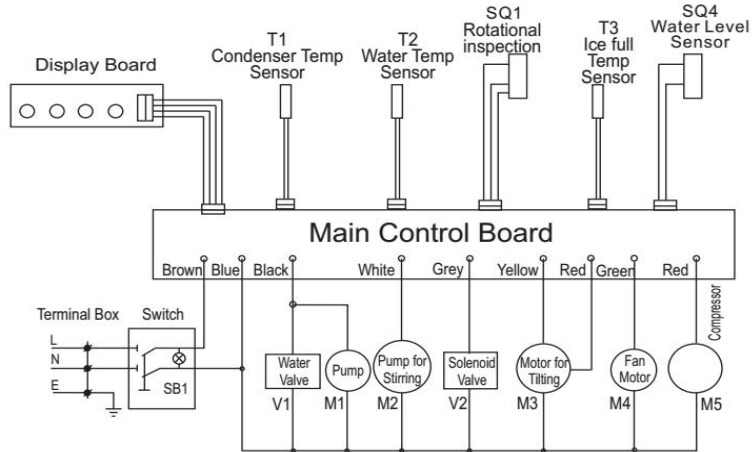 Display Board
T1
Condenser Temp
Sensor
T2
Water Temp
Sensor
SQ1
Rotational
inspection
T3
Ice full
Temp
Sensor
SQ4
Water Level
Sensor
Main Control Board
Brown Blue Black White Grey Yellow Red Green Red
Terminal Box
Switch
L
N
E
SB1
Water
Valve
V1
Pump
M1
Pump for
Stirring
M2
Solenoid
Valve
V2
Motor for
Tilting
M3
Fan
Motor
M4
Compressor
M5